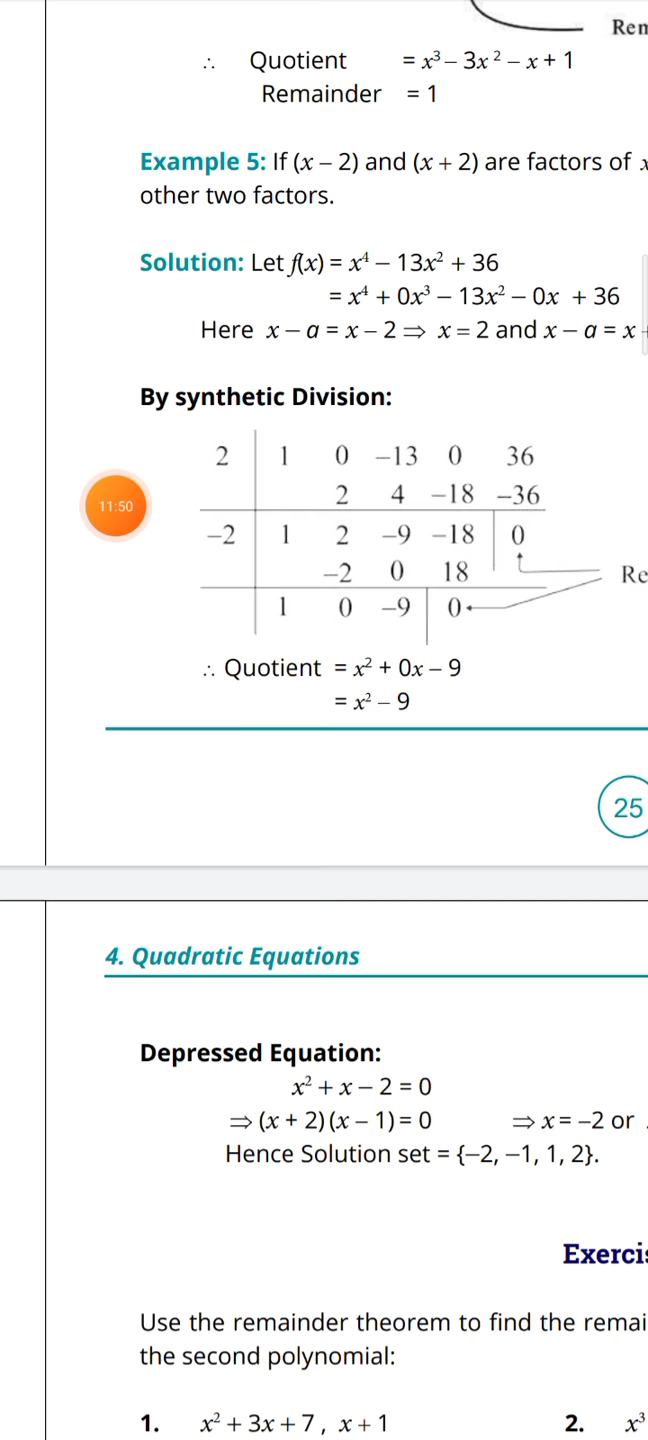 Rem
∴ Quotient = x³ – 3x² – x + 1
Remainder = 1
Example 5: If (x – 2) and (x + 2) are factors of x
other two factors.
Solution: Let f(x) = x⁴ – 13x² + 36
= x⁴ + 0x³ – 13x² – 0x + 36
Here x – a = x – 2 ⇒ x = 2 and x – a = x +
By synthetic Division:
2 1 0 –13 0 36
2 4 –18 –36
11:50
–2 1 2 –9 –18 0
–2 0 18 Re
1 0 –9 0
∴ Quotient = x² + 0x – 9
= x² – 9
25
4. Quadratic Equations
Depressed Equation:
x² + x – 2 = 0
⇒ (x + 2)(x – 1) = 0 ⇒ x = –2 or
Hence Solution set = {–2, –1, 1, 2}.
Exercis
Use the remainder theorem to find the remai
the second polynomial:
1. x² + 3x + 7 , x + 1 2. x³